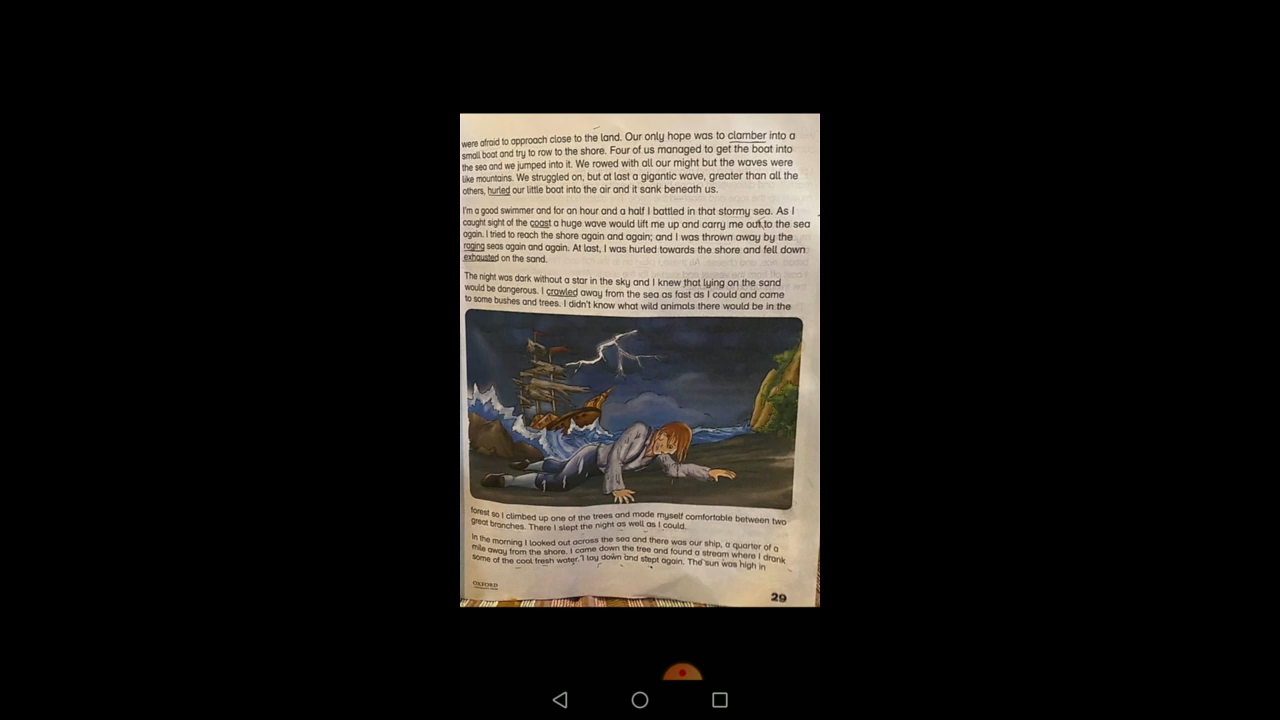 were afraid to approach close to the land. Our only hope was to clamber into a
small boat and try to row to the shore. Four of us managed to get the boat into
the sea and we jumped into it. We rowed with all our might but the waves were
like mountains. We struggled on, but at last a gigantic wave, greater than all the
others, hurled our little boat into the air and it sank beneath us.
I'm a good swimmer and for an hour and a half I battled in that stormy sea. As I
caught sight of the coast a huge wave would lift me up and carry me out to the sea
again. I tried to reach the shore again and again; and I was thrown away by the
raging seas again and again. At last, I was hurled towards the shore and fell down
exhausted on the sand.
The night was dark without a star in the sky and I knew that lying on the sand
would be dangerous. I crawled away from the sea as fast as I could and came
to some bushes and trees. I didn't know what wild animals there would be in the
forest so I climbed up one of the trees and made myself comfortable between two
great branches. There I slept the night as well as I could.
In the morning I looked out across the sea and there was our ship, a quarter of a
mile away from the shore. I came down the tree and found a stream where I drank
some of the cool fresh water. I lay down and slept again. The sun was high in
OXFORD
29